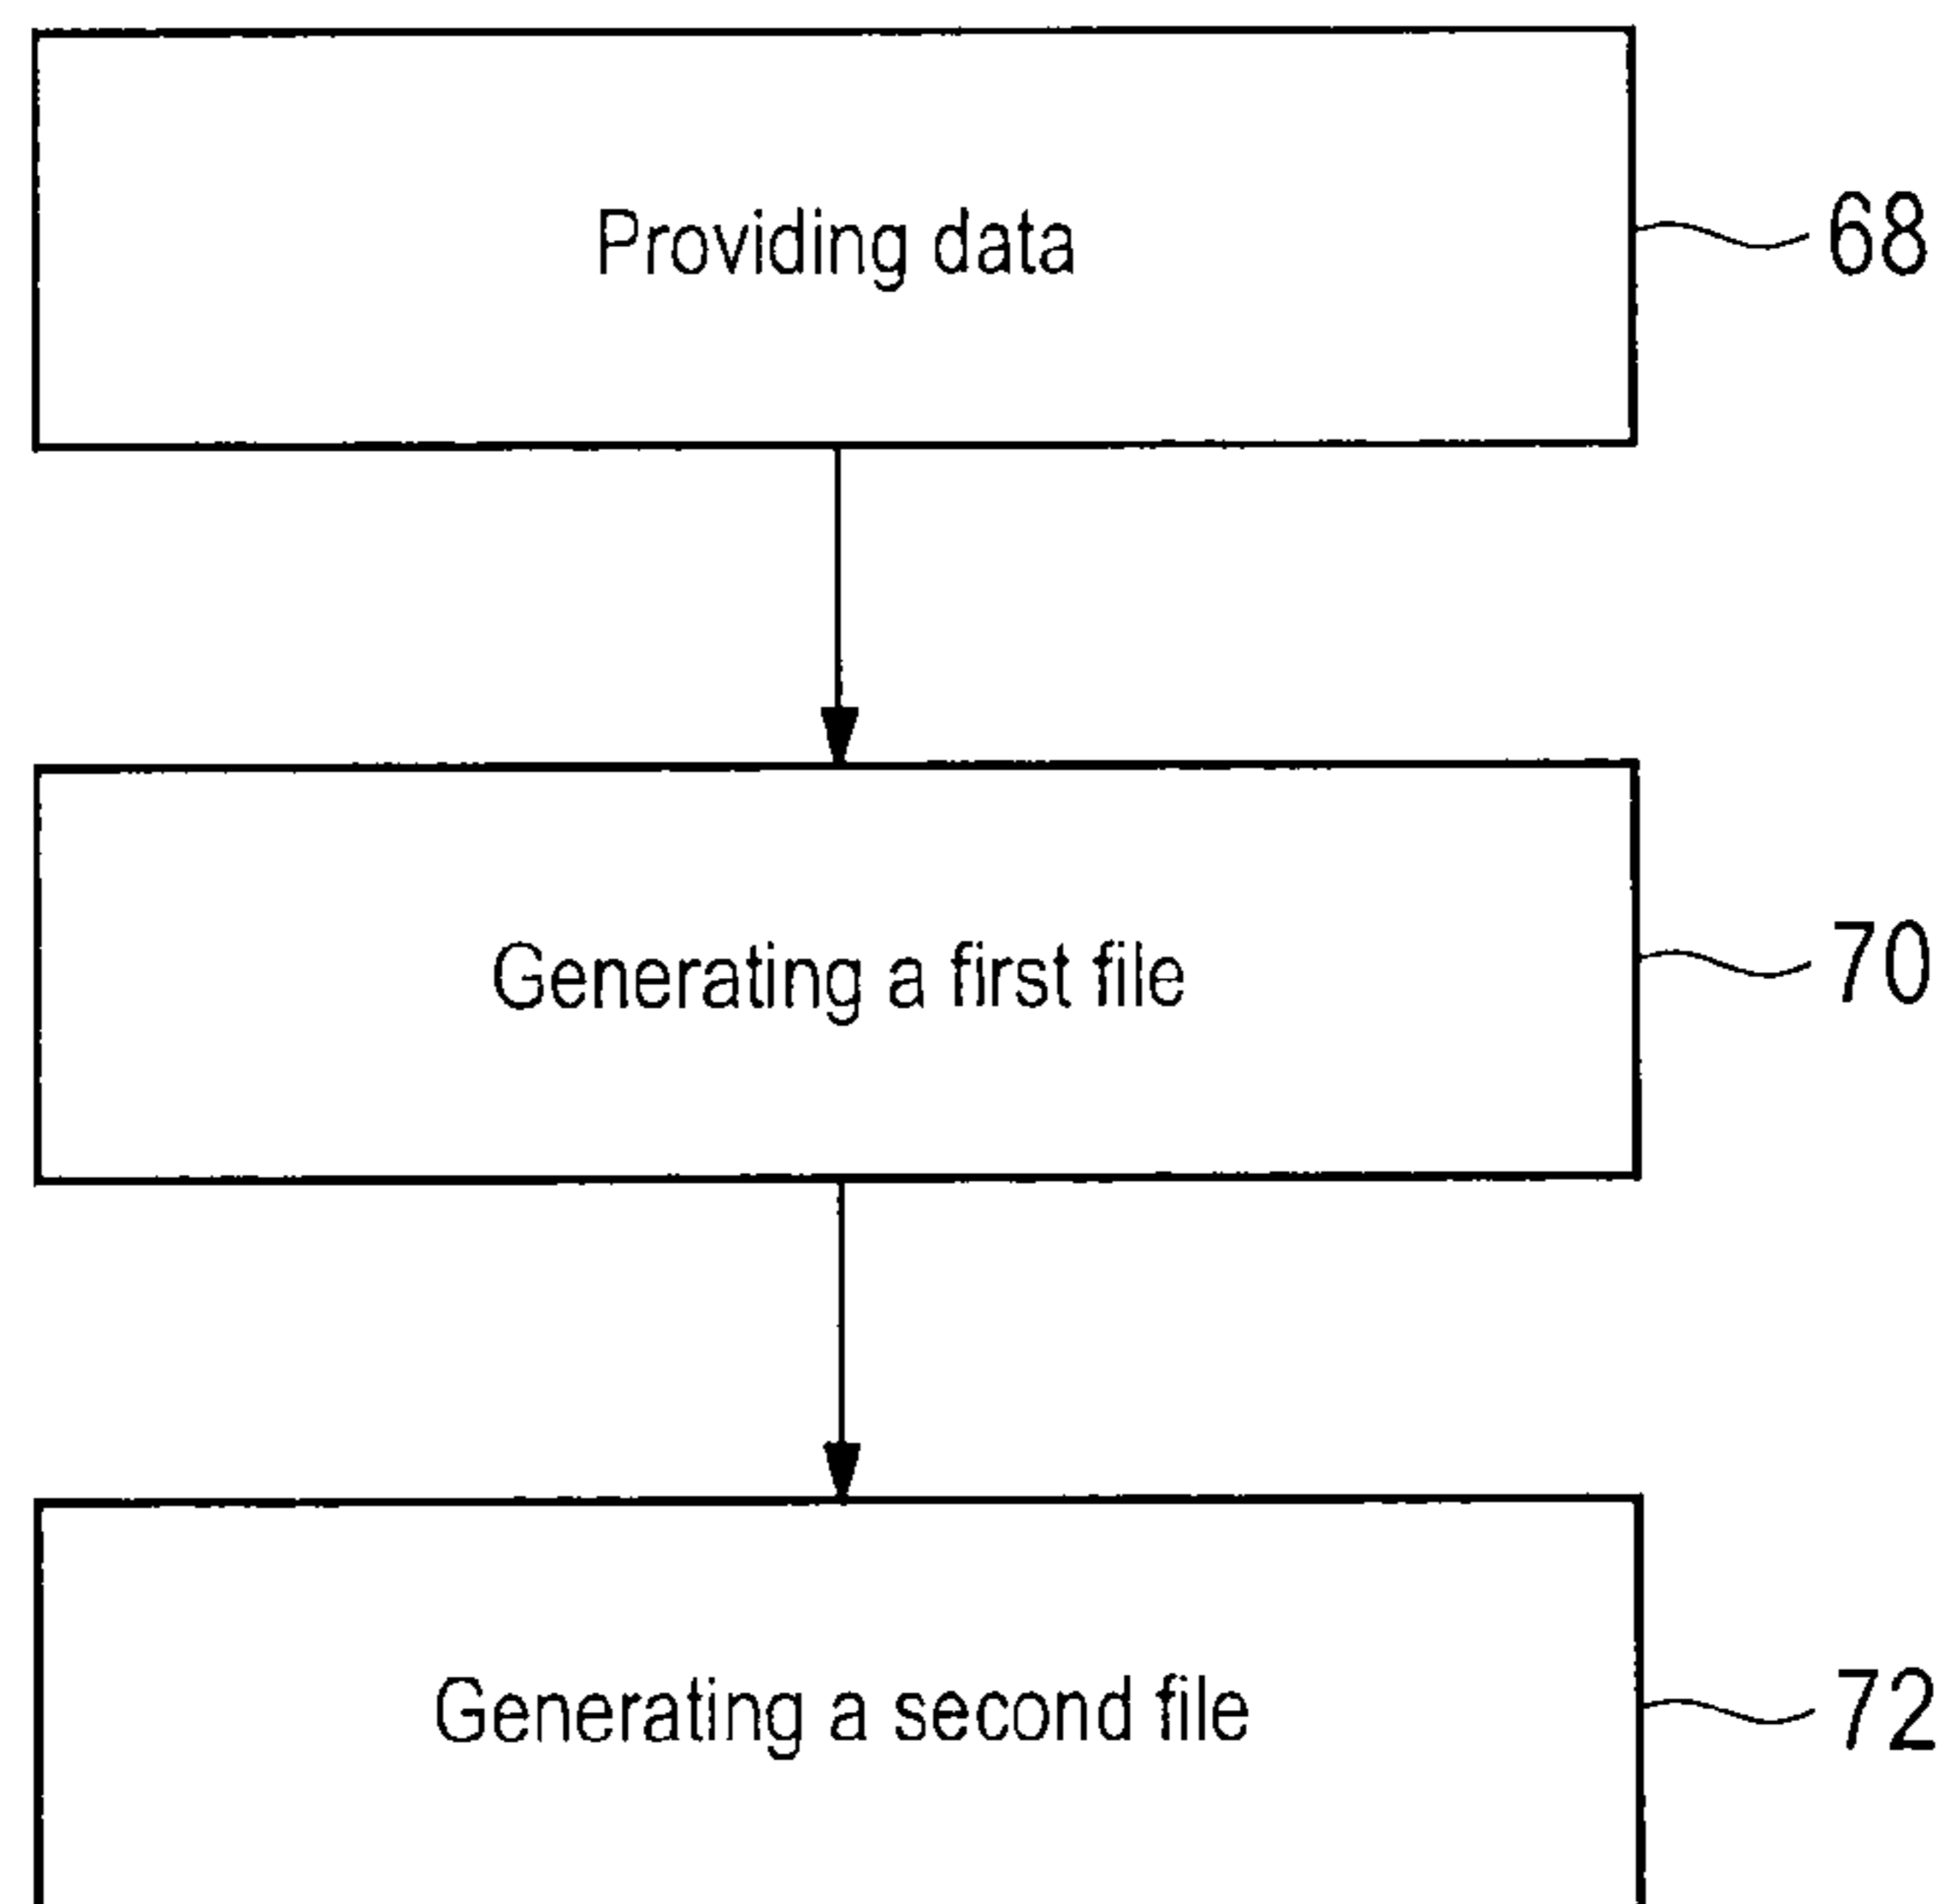 Providing data
68
Generating a first file
70
Generating a second file
72